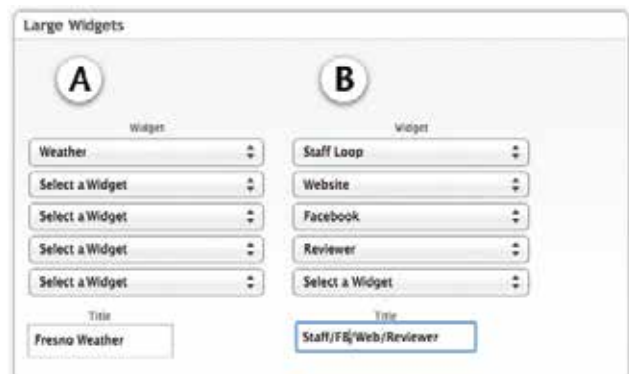 Large Widgets
A B
Widget Widget
Weather Staff Loop
Select a Widget Website
Select a Widget Facebook
Select a Widget Reviewer
Select a Widget Select a Widget
Title Title
Fresno Weather Staff/FB/Web/Reviewer